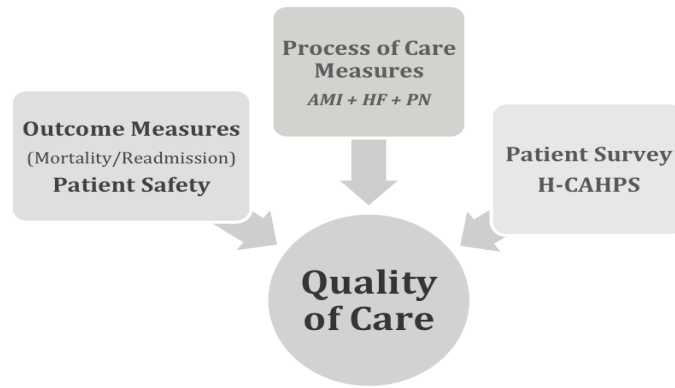 Process of Care
Measures
AMI + HF + PN
Outcome Measures
(Mortality/Readmission)
Patient Safety
Patient Survey
H-CAHPS
Quality
of Care